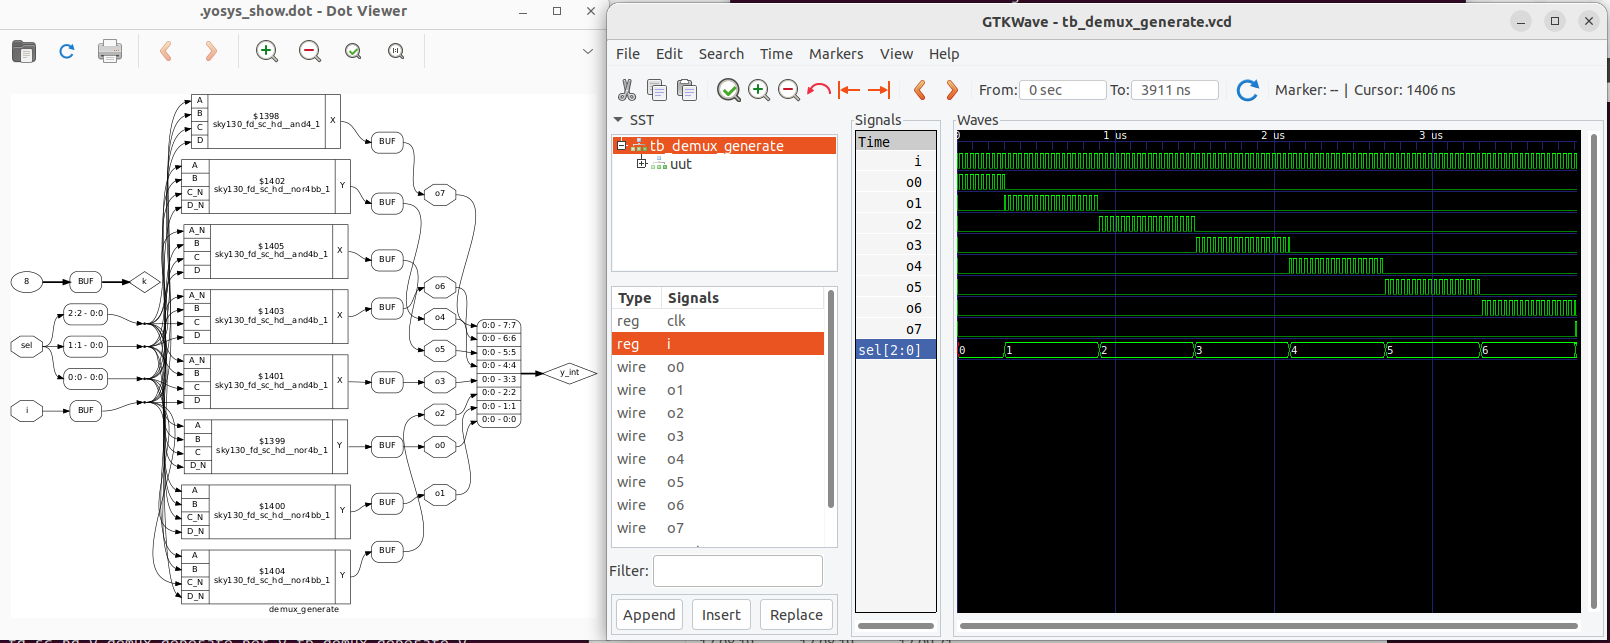 .yosys_show.dot - Dot Viewer
A
B
C
D
$1398
sky130_fd_sc_hd__and4_1
X
BUF
A
B
C_N
D_N
$1402
sky130_fd_sc_hd__nor4bb_1
Y
BUF
o7
A_N
B
C
D
$1405
sky130_fd_sc_hd__and4b_1
X
BUF
8
BUF
k
A_N
B
C
D
$1403
sky130_fd_sc_hd__and4b_1
X
BUF
o6
o4
o5
sel
2:2 - 0:0
1:1 - 0:0
0:0 - 0:0
A_N
B
C
D
$1401
sky130_fd_sc_hd__and4b_1
X
BUF
o3
i
BUF
A
B
C
D_N
$1399
sky130_fd_sc_hd__nor4b_1
Y
BUF
o2
o0
A
B
C_N
D_N
$1400
sky130_fd_sc_hd__nor4bb_1
Y
BUF
o1
A
B
C_N
D_N
$1404
sky130_fd_sc_hd__nor4bb_1
Y
BUF
0:0 - 7:7
0:0 - 6:6
0:0 - 5:5
0:0 - 4:4
0:0 - 3:3
0:0 - 2:2
0:0 - 1:1
0:0 - 0:0
y_int
demux_generate
GTKWave - tb_demux_generate.vcd
File Edit Search Time Markers View Help
From: 0 sec To: 3911 ns Marker: -- | Cursor: 1406 ns
SST
tb_demux_generate
uut
Type Signals
reg clk
reg i
wire o0
wire o1
wire o2
wire o3
wire o4
wire o5
wire o6
wire o7
Filter:
Append Insert Replace
Signals
Time
i
o0
o1
o2
o3
o4
o5
o6
o7
sel[2:0]
Waves
0 1 us 2 us 3 us
0 1 2 3 4 5 6